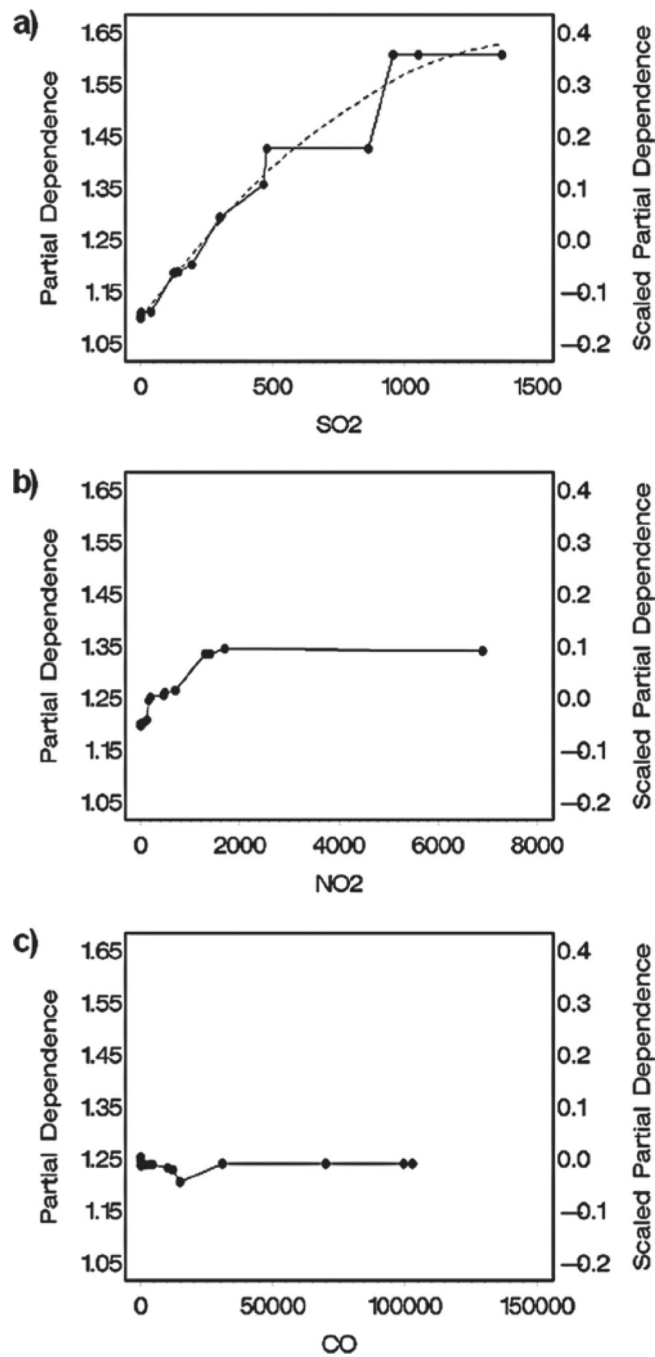 a)
1.65
1.55
1.45
1.35
1.25
1.15
1.05
Partial Dependence
0.4
0.3
0.2
0.1
0.0
−0.1
−0.2
Scaled Partial Dependence
0 500 1000 1500
SO2
b)
1.65
1.55
1.45
1.35
1.25
1.15
1.05
Partial Dependence
0.4
0.3
0.2
0.1
0.0
−0.1
−0.2
Scaled Partial Dependence
0 2000 4000 6000 8000
NO2
c)
1.65
1.55
1.45
1.35
1.25
1.15
1.05
Partial Dependence
0.4
0.3
0.2
0.1
0.0
−0.1
−0.2
Scaled Partial Dependence
0 50000 100000 150000
CO